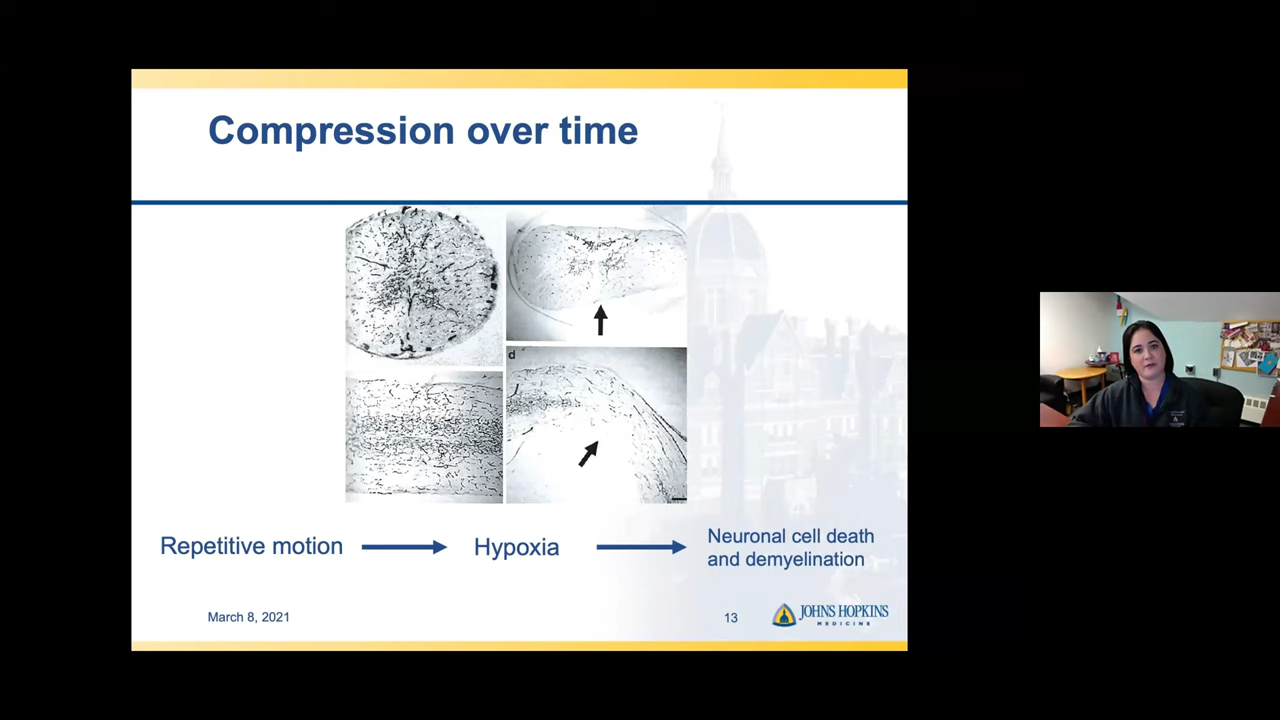 Compression over time
d
Repetitive motion
Hypoxia
Neuronal cell death
and demyelination
March 8, 2021
13
JOHNS HOPKINS
MEDICINE